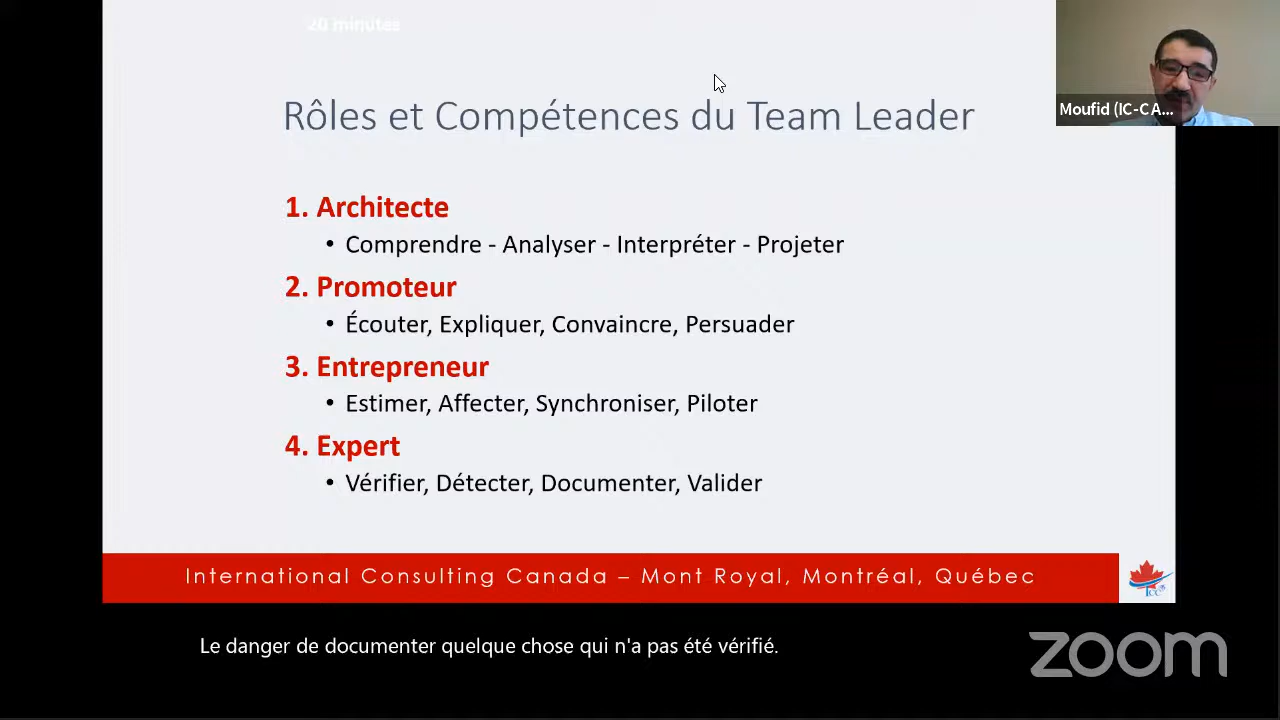 20 minutes
Rôles et Compétences du Team Leader
Moufid (IC-CA...
1. Architecte
• Comprendre - Analyser - Interpréter - Projeter
2. Promoteur
• Écouter, Expliquer, Convaincre, Persuader
3. Entrepreneur
• Estimer, Affecter, Synchroniser, Piloter
4. Expert
• Vérifier, Détecter, Documenter, Valider
International Consulting Canada – Mont Royal, Montréal, Québec
Le danger de documenter quelque chose qui n'a pas été vérifié.
zoom